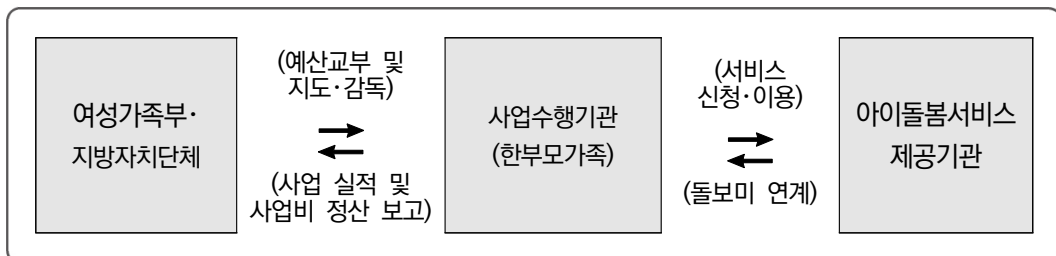 여성가족부·
지방자치단체
(예산교부 및
지도·감독)
(사업 실적 및
사업비 정산 보고)
사업수행기관
(한부모가족)
(서비스
신청·이용)
(돌보미 연계)
아이돌봄서비스
제공기관